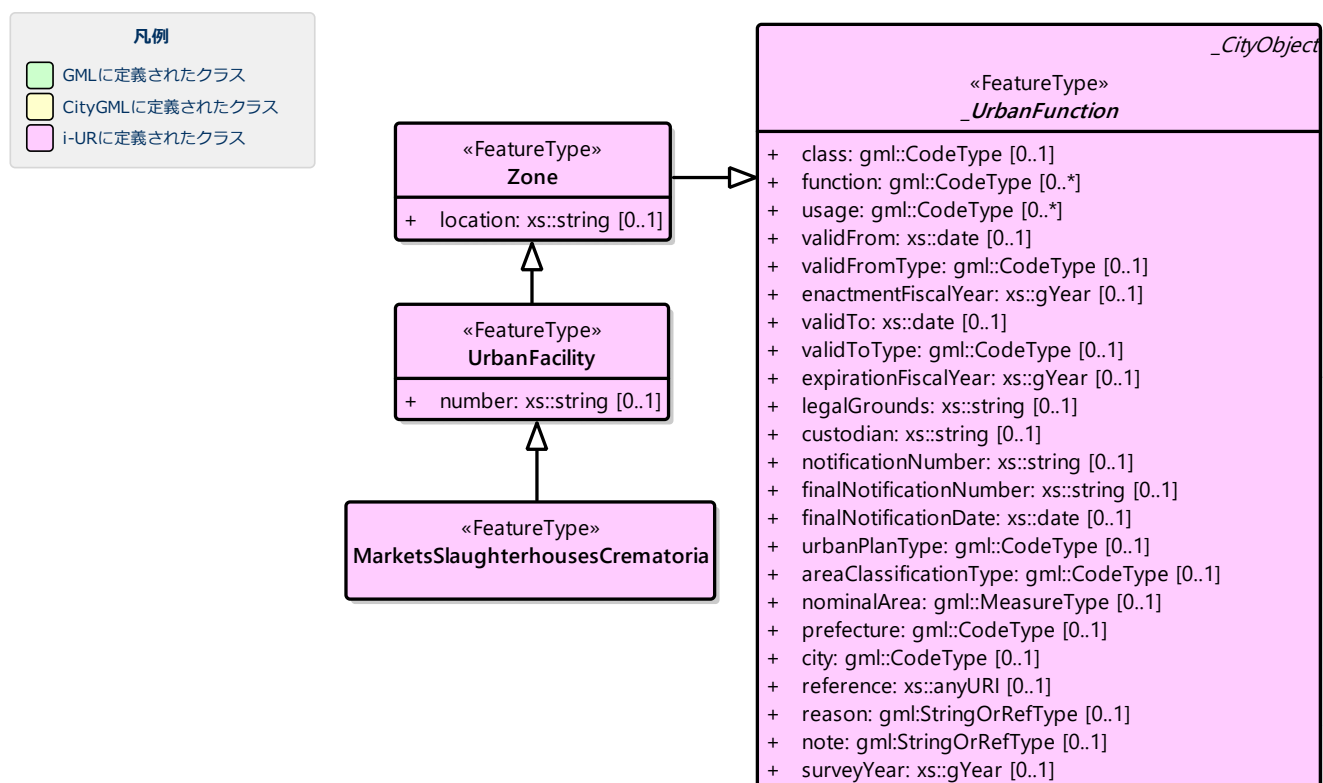 凡例
GMLに定義されたクラス
CityGMLに定義されたクラス
i-URに定義されたクラス
_CityObject
«FeatureType»
_UrbanFunction
+ class: gml::CodeType [0..1]
+ function: gml::CodeType [0..*]
+ usage: gml::CodeType [0..*]
+ validFrom: xs::date [0..1]
+ validFromType: gml::CodeType [0..1]
+ enactmentFiscalYear: xs::gYear [0..1]
+ validTo: xs::date [0..1]
+ validToType: gml::CodeType [0..1]
+ expirationFiscalYear: xs::gYear [0..1]
+ legalGrounds: xs::string [0..1]
+ custodian: xs::string [0..1]
+ notificationNumber: xs::string [0..1]
+ finalNotificationNumber: xs::string [0..1]
+ finalNotificationDate: xs::date [0..1]
+ urbanPlanType: gml::CodeType [0..1]
+ areaClassificationType: gml::CodeType [0..1]
+ nominalArea: gml::MeasureType [0..1]
+ prefecture: gml::CodeType [0..1]
+ city: gml::CodeType [0..1]
+ reference: xs::anyURI [0..1]
+ reason: gml:StringOrRefType [0..1]
+ note: gml:StringOrRefType [0..1]
+ surveyYear: xs::gYear [0..1]
«FeatureType»
Zone
+ location: xs::string [0..1]
«FeatureType»
UrbanFacility
+ number: xs::string [0..1]
«FeatureType»
MarketsSlaughterhousesCrematoria